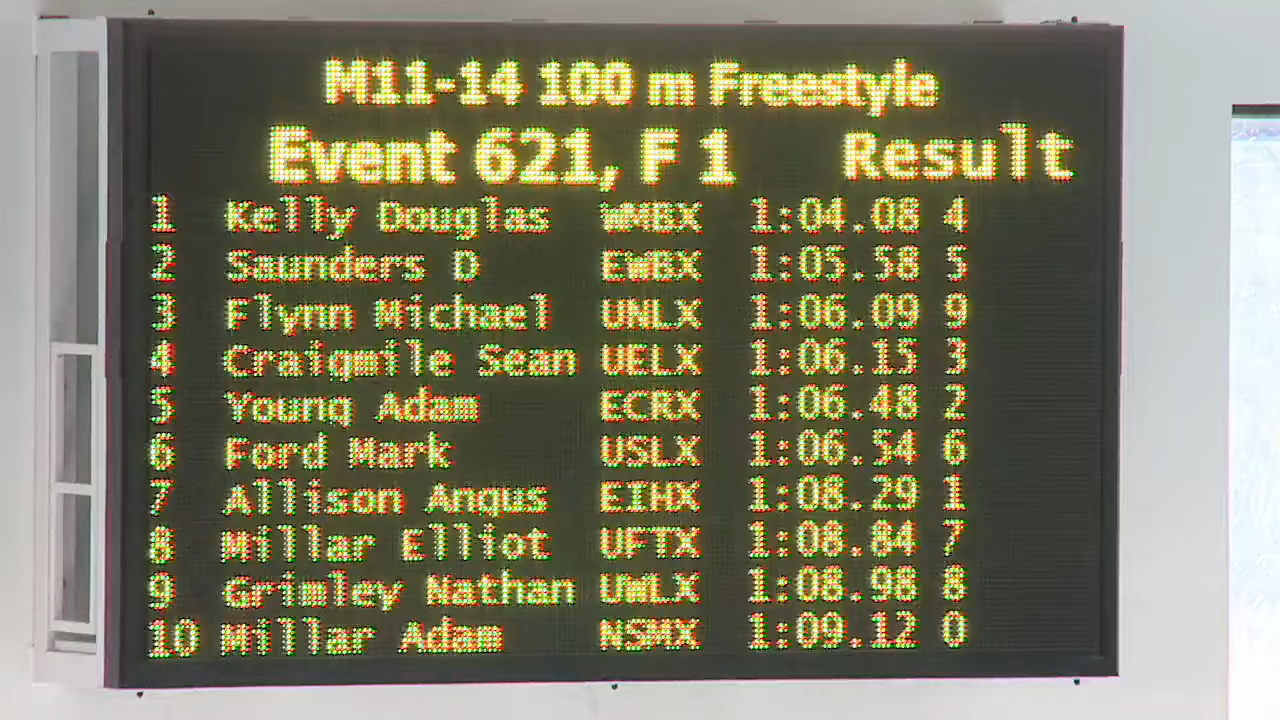 M11-14 100 m Freestyle
Event 621, F 1 Result
1 Kelly Douglas WMBX 1:04.08 4
2 Saunders D EWBX 1:05.58 5
3 Flynn Michael UNLX 1:06.09 9
4 Craigmile Sean UELX 1:06.15 3
5 Young Adam ECRX 1:06.48 2
6 Ford Mark USLX 1:06.54 6
7 Allison Angus EIHX 1:08.29 1
8 Millar Elliot UFTX 1:08.84 7
9 Grimley Nathan UWLX 1:08.98 8
10 Millar Adam NSMX 1:09.12 0